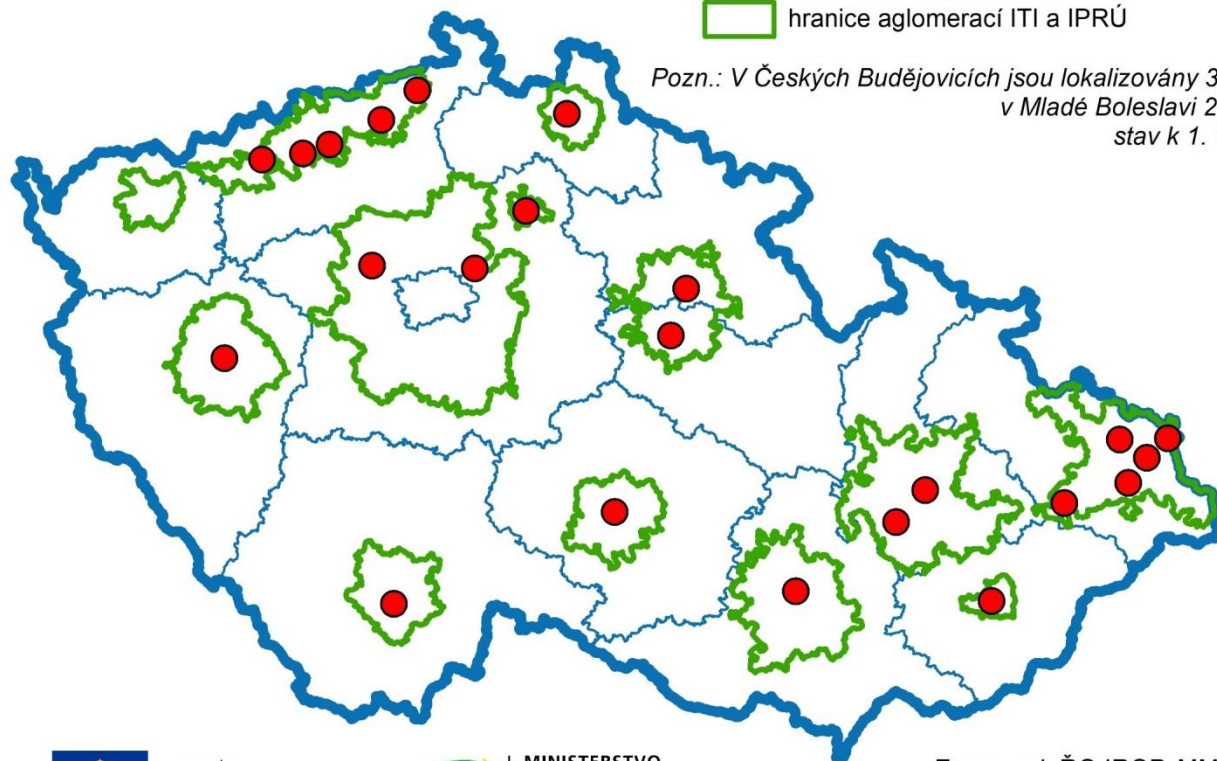 hranice aglomerací ITI a IPRÚ
Pozn.: V Českých Budějovicích jsou lokalizovány 3
v Mladé Boleslavi 2
stav k 1.
MINISTERSTVO